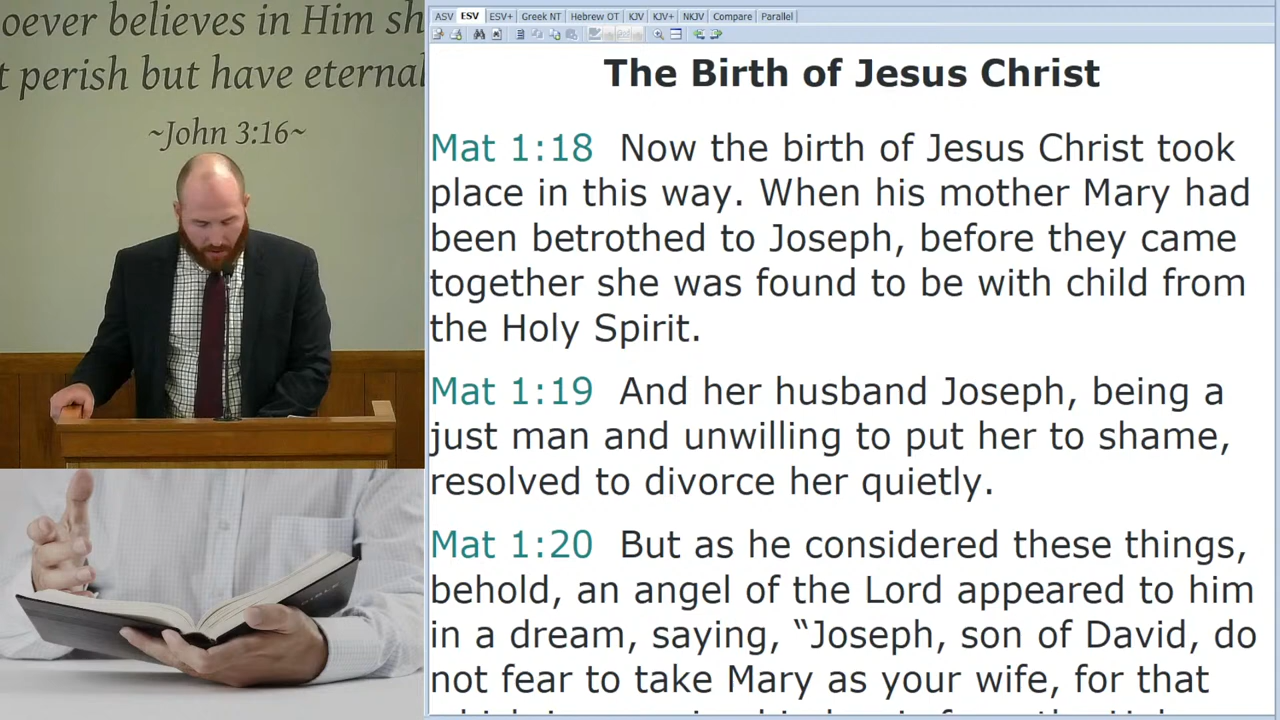 oever believes in Him sh
t perish but have eternal
~John 3:16~
ASV ESV ESV+ Greek NT Hebrew OT KJV KJV+ NKJV Compare Parallel
The Birth of Jesus Christ
Mat 1:18 Now the birth of Jesus Christ took
place in this way. When his mother Mary had
been betrothed to Joseph, before they came
together she was found to be with child from
the Holy Spirit.
Mat 1:19 And her husband Joseph, being a
just man and unwilling to put her to shame,
resolved to divorce her quietly.
Mat 1:20 But as he considered these things,
behold, an angel of the Lord appeared to him
in a dream, saying, “Joseph, son of David, do
not fear to take Mary as your wife, for that